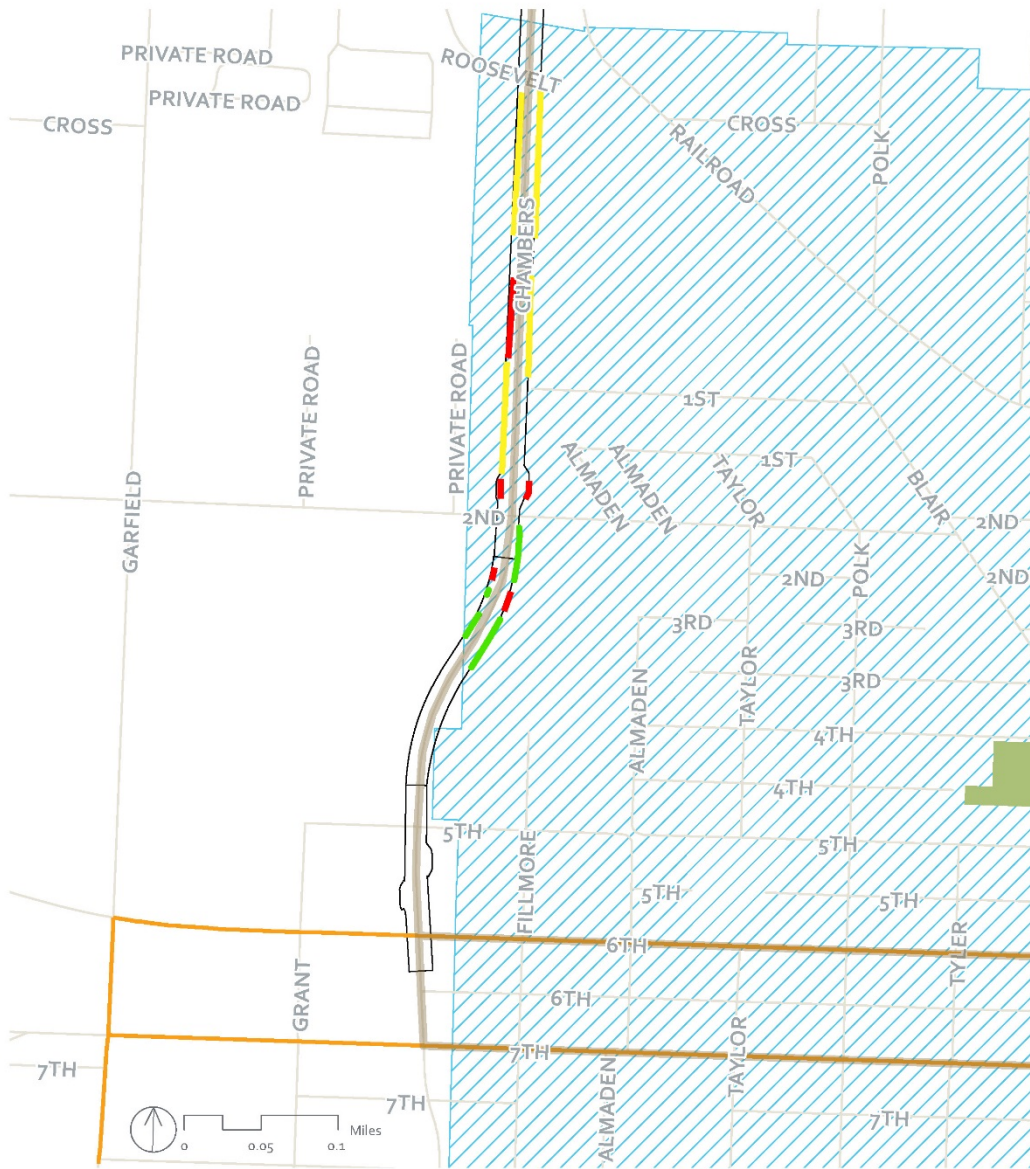 PRIVATE ROAD
ROOSEVELT
PRIVATE ROAD
CROSS
CROSS
RAILROAD
POLK
CHAMBERS
PRIVATE ROAD
PRIVATE ROAD
1ST
GARFIELD
ALMADEN
ALMADEN
TAYLOR
1ST
BLAIR
2ND
2ND
POLK
2ND
2ND
3RD
3RD
ALMADEN
TAYLOR
3RD
4TH
4TH
5TH
FILLMORE
5TH
5TH
5TH
6TH
TYLER
GRANT
6TH
7TH
TAYLOR
7TH
ALMADEN
7TH
7TH
0
0.05
0.1
Miles